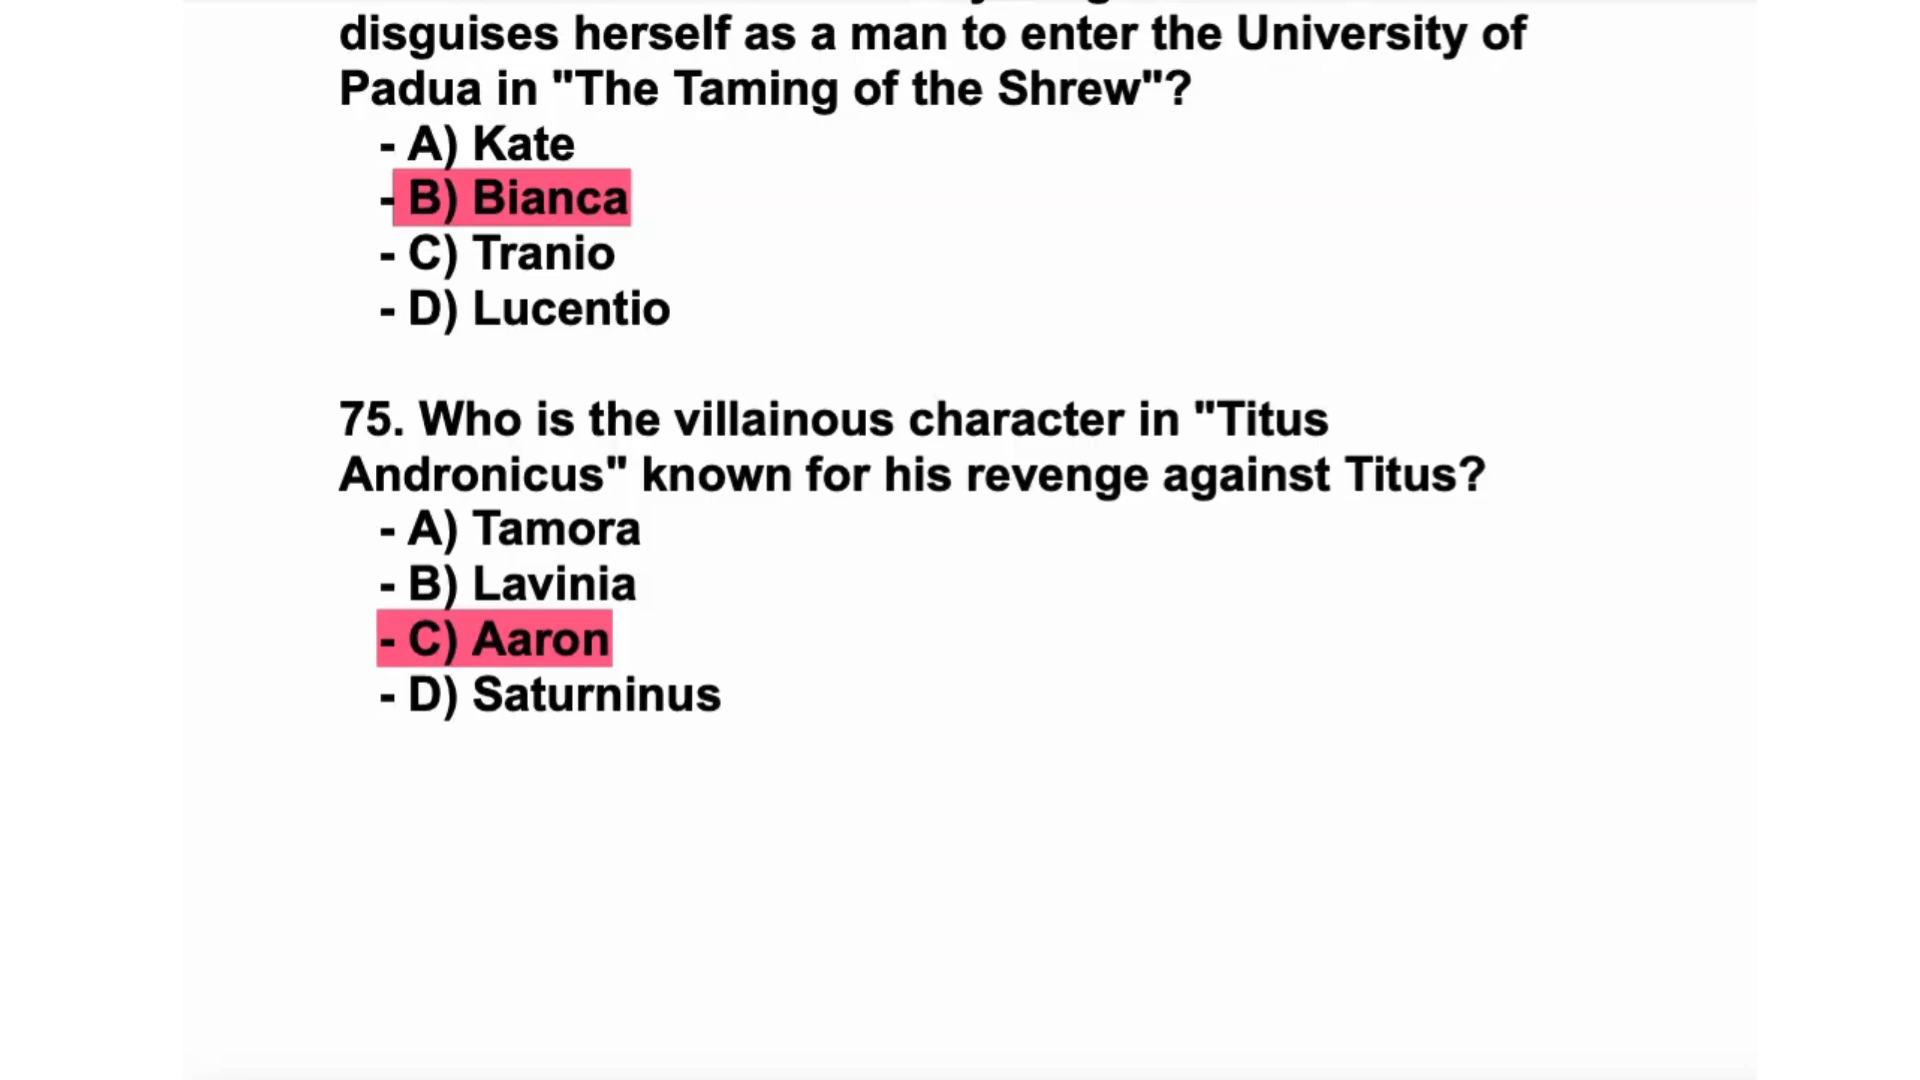 disguises herself as a man to enter the University of
Padua in "The Taming of the Shrew"?
- A) Kate
- B) Bianca
- C) Tranio
- D) Lucentio
75. Who is the villainous character in "Titus
Andronicus" known for his revenge against Titus?
- A) Tamora
- B) Lavinia
- C) Aaron
- D) Saturninus